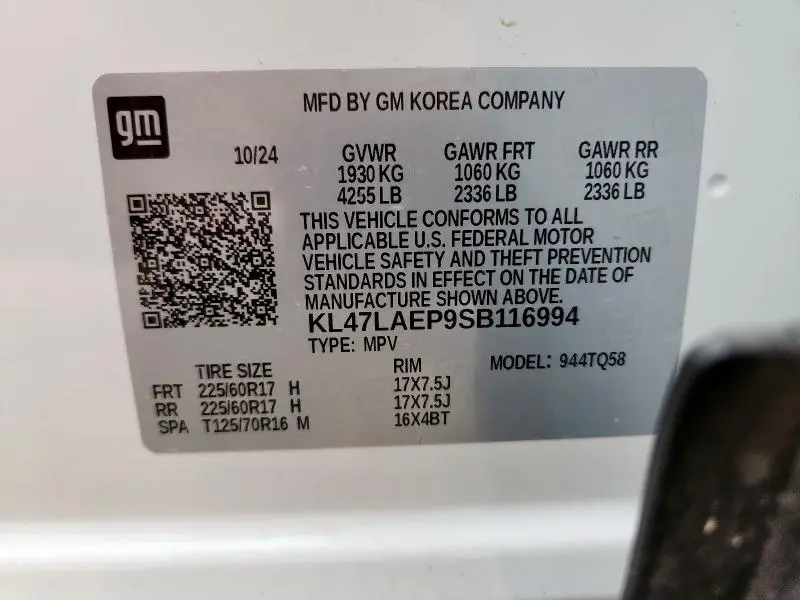 gm
MFD BY GM KOREA COMPANY
10/24 GVWR GAWR FRT GAWR RR
1930 KG 1060 KG 1060 KG
4255 LB 2336 LB 2336 LB
THIS VEHICLE CONFORMS TO ALL
APPLICABLE U.S. FEDERAL MOTOR
VEHICLE SAFETY AND THEFT PREVENTION
STANDARDS IN EFFECT ON THE DATE OF
MANUFACTURE SHOWN ABOVE.
KL47LAEP9SB116994
TYPE: MPV
TIRE SIZE RIM MODEL: 944TQ58
FRT 225/60R17 H 17X7.5J
RR 225/60R17 H 17X7.5J
SPA T125/70R16 M 16X4BT